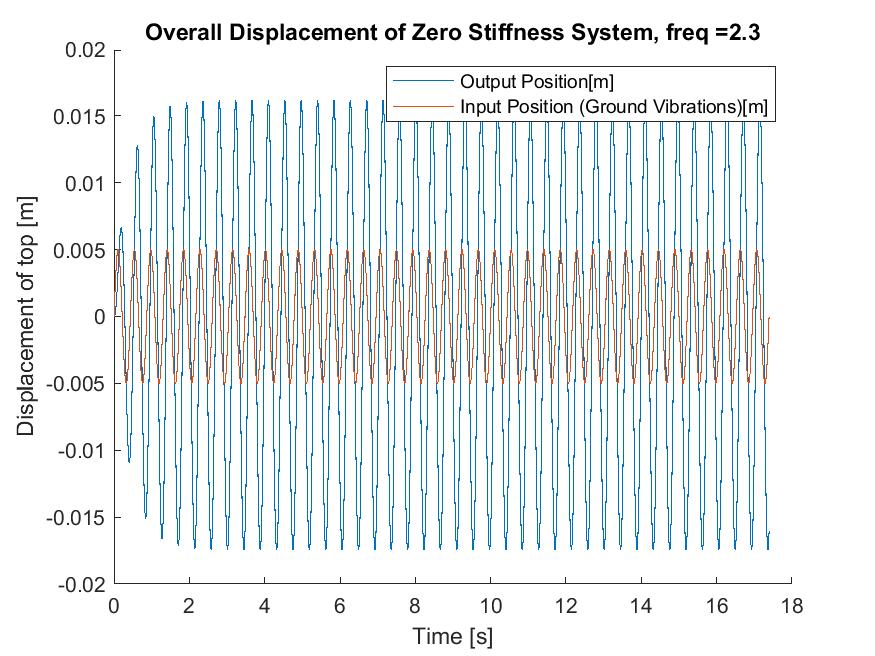 Overall Displacement of Zero Stiffness System, freq =2.3
Output Position[m]
Input Position (Ground Vibrations)[m]
Displacement of top [m]
0.02
0.015
0.01
0.005
0
-0.005
-0.01
-0.015
-0.02
0 2 4 6 8 10 12 14 16 18
Time [s]